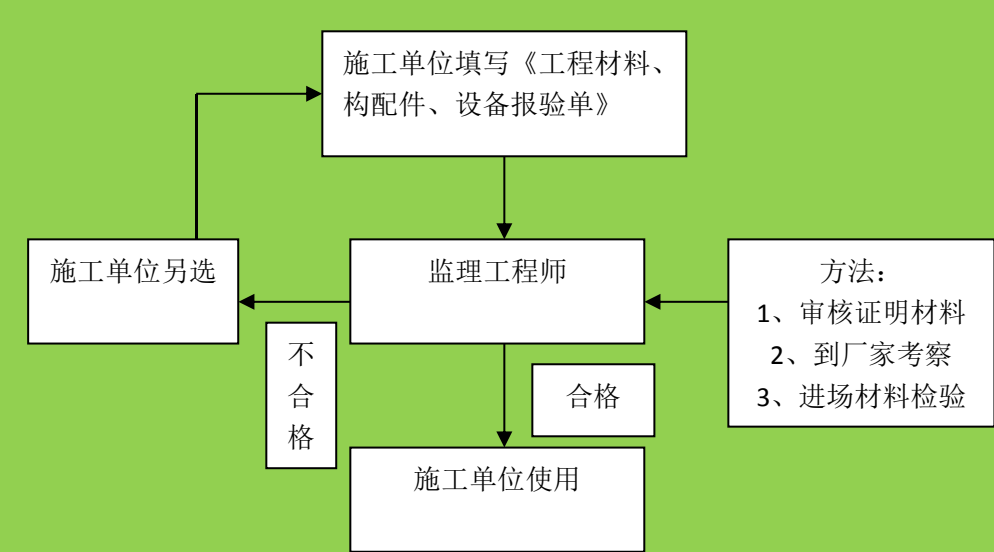 施工单位填写《工程材料、
构配件、设备报验单》
施工单位另选
监理工程师
方法：
1、审核证明材料
2、到厂家考察
3、进场材料检验
不
合
格
合格
施工单位使用